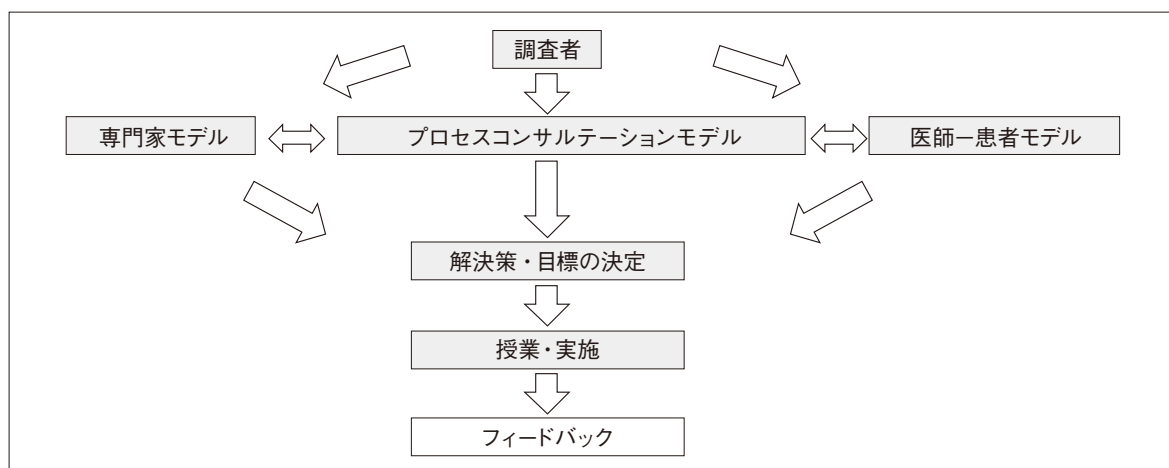 調査者
専門家モデル
プロセスコンサルテーションモデル
医師ー患者モデル
解決策・目標の決定
授業・実施
フィードバック